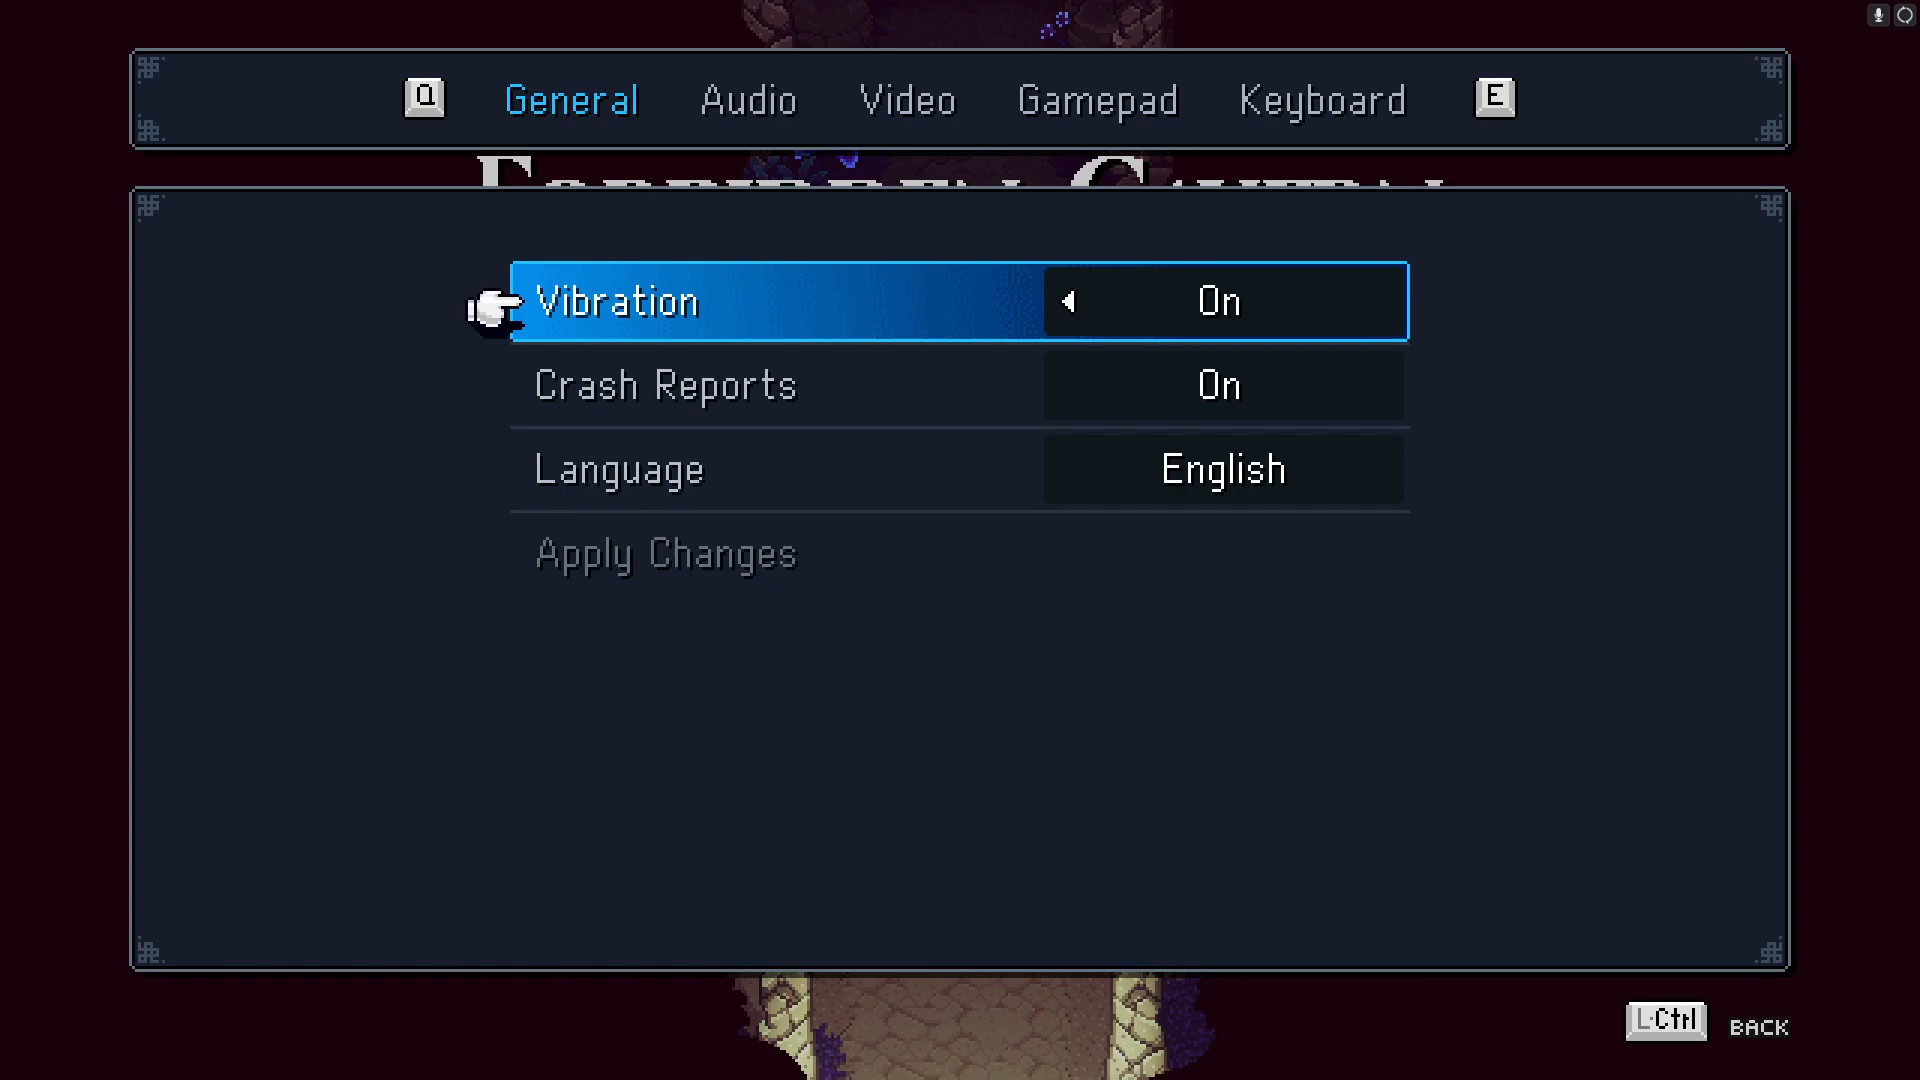 Q General Audio Video Gamepad Keyboard E
Vibration On
Crash Reports On
Language English
Apply Changes
L·Ctrl BACK